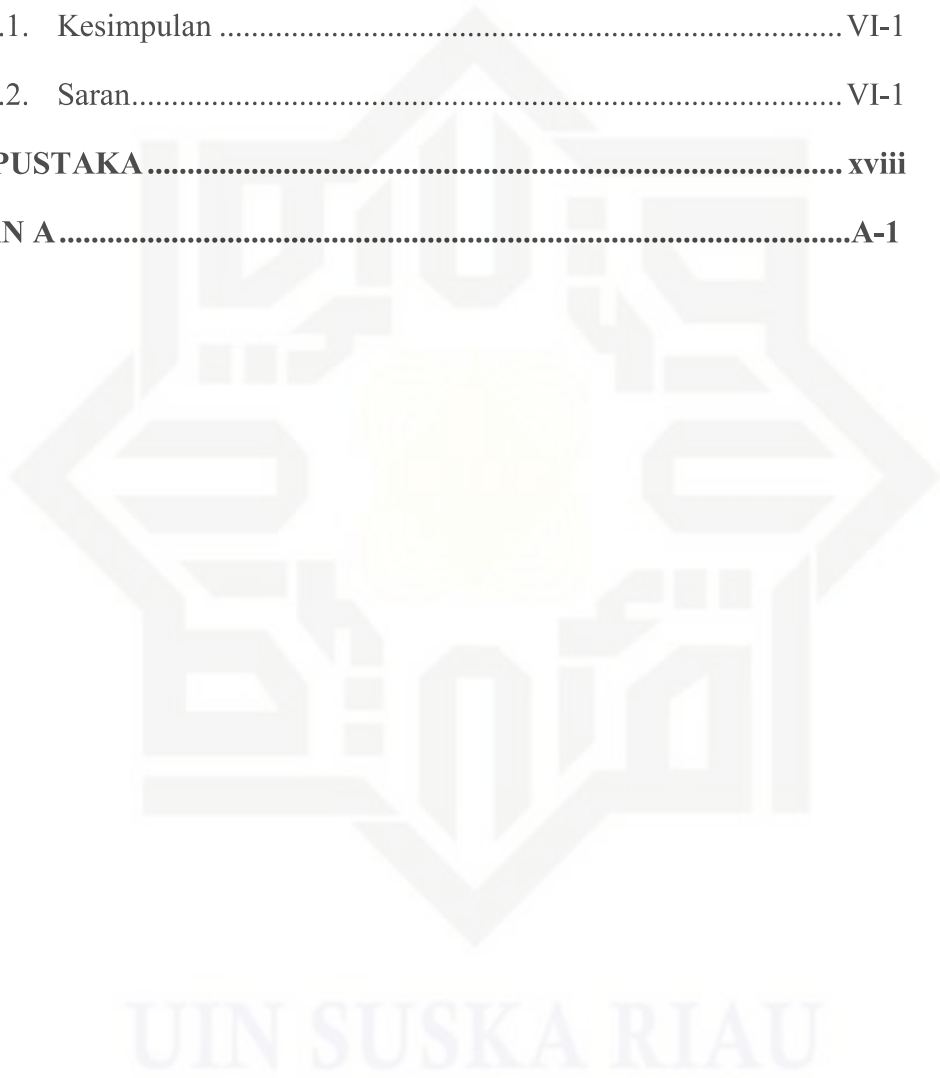 .1. Kesimpulan .............................................................................. VI-1
.2. Saran......................................................................................... VI-1
PUSTAKA ....................................................................................... xviii
N A...................................................................................................A-1
UIN SUSKA RIAU